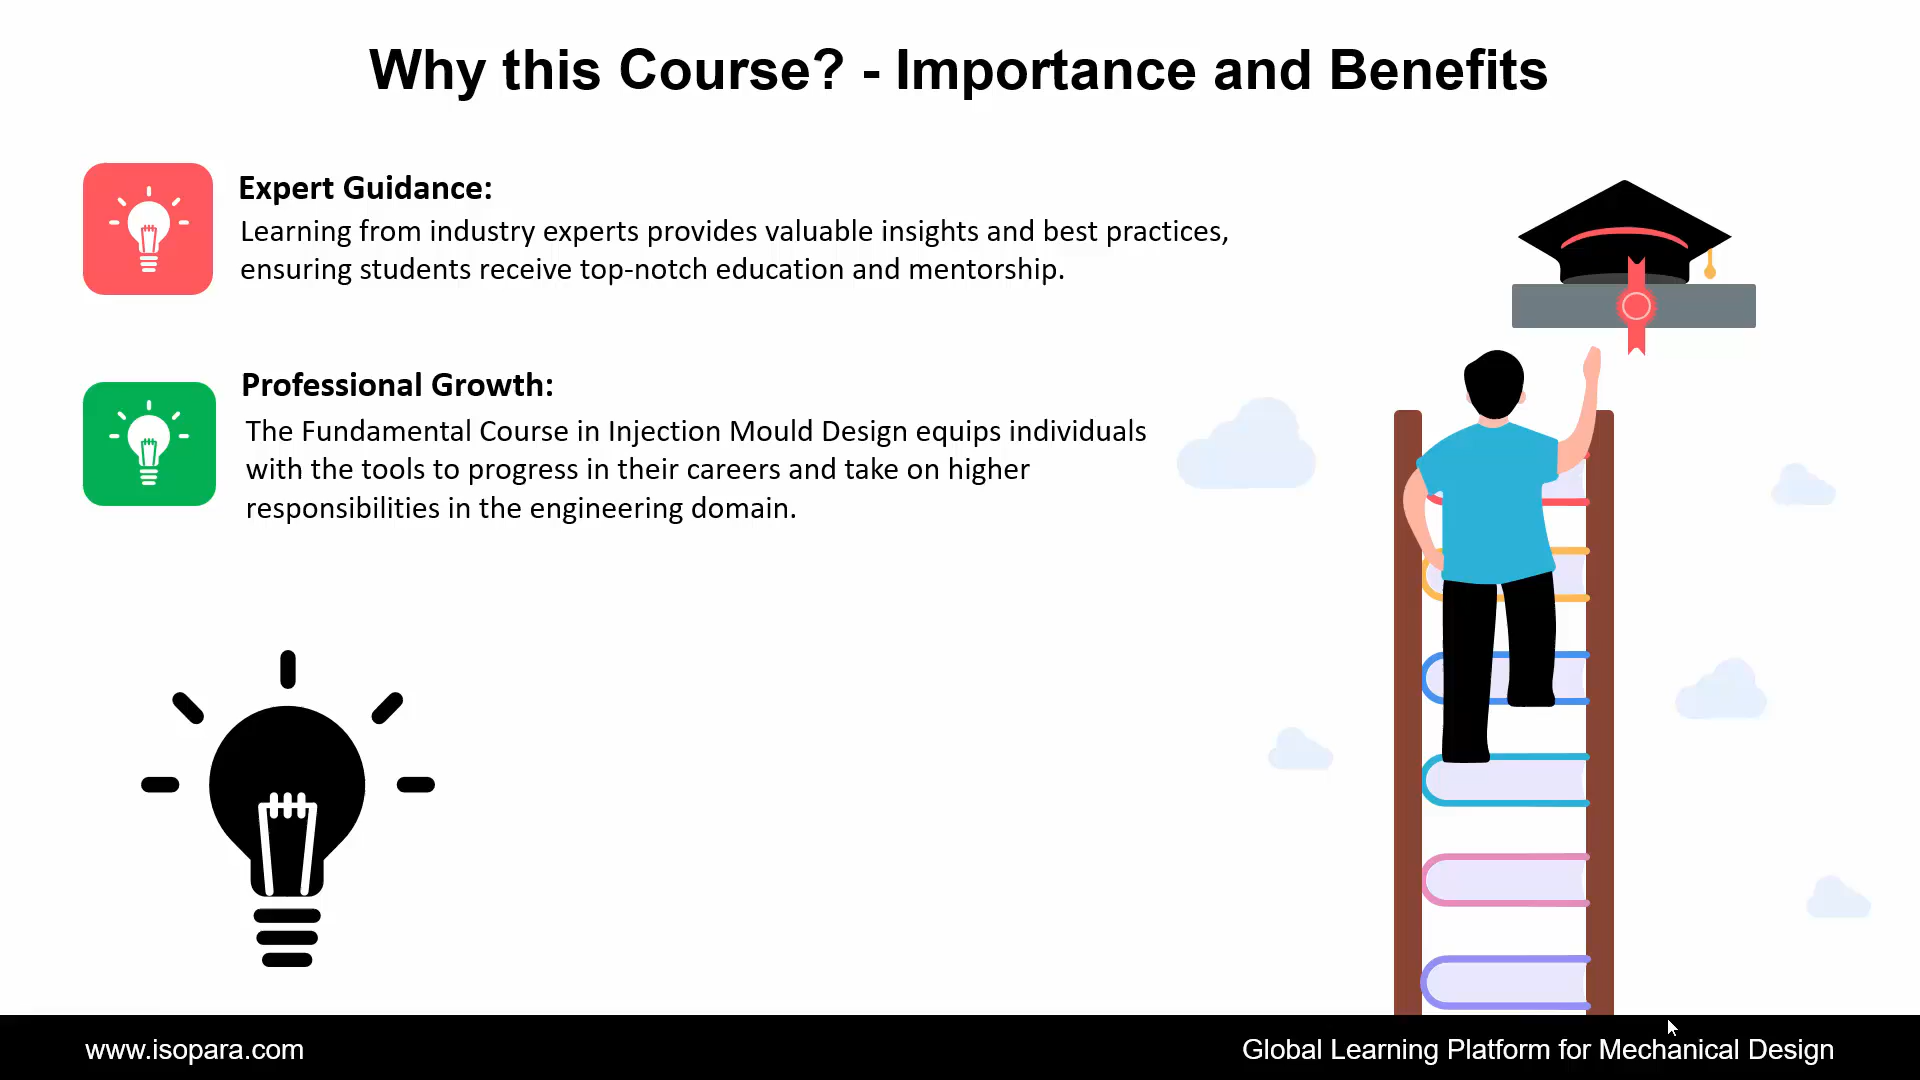 Why this Course? - Importance and Benefits
Expert Guidance:
Learning from industry experts provides valuable insights and best practices,
ensuring students receive top-notch education and mentorship.
Professional Growth:
The Fundamental Course in Injection Mould Design equips individuals
with the tools to progress in their careers and take on higher
responsibilities in the engineering domain.
www.isopara.com
Global Learning Platform for Mechanical Design